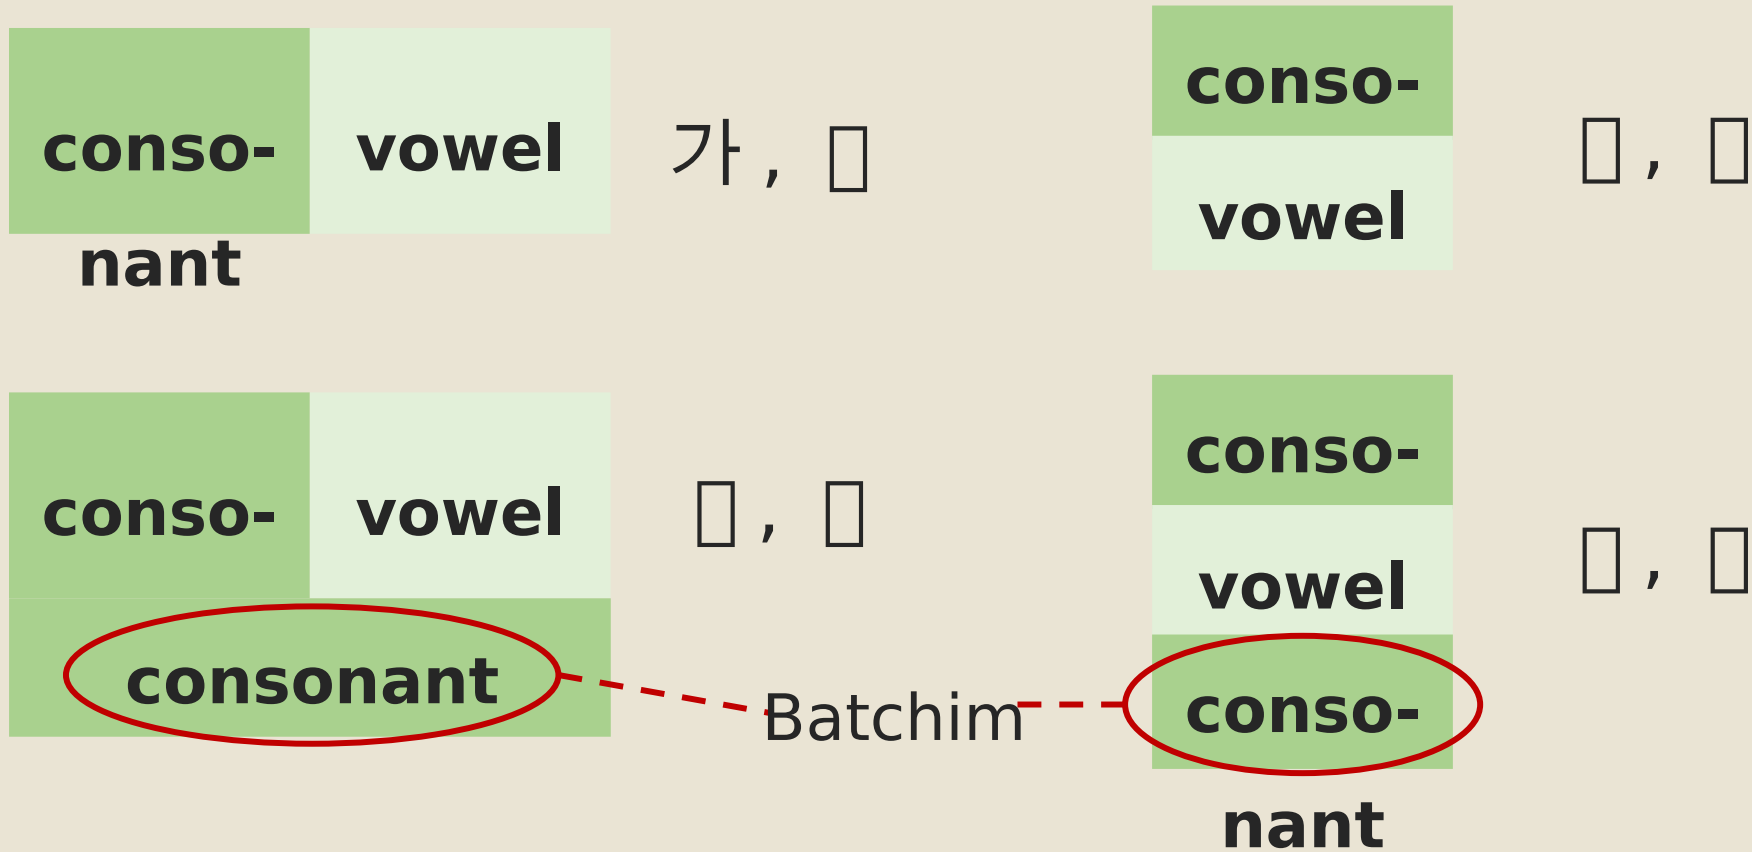 conso-
nant
vowel
가 ,
conso-
vowel
conso-
vowel
consonant
Batchim
conso-
vowel
conso-
nant